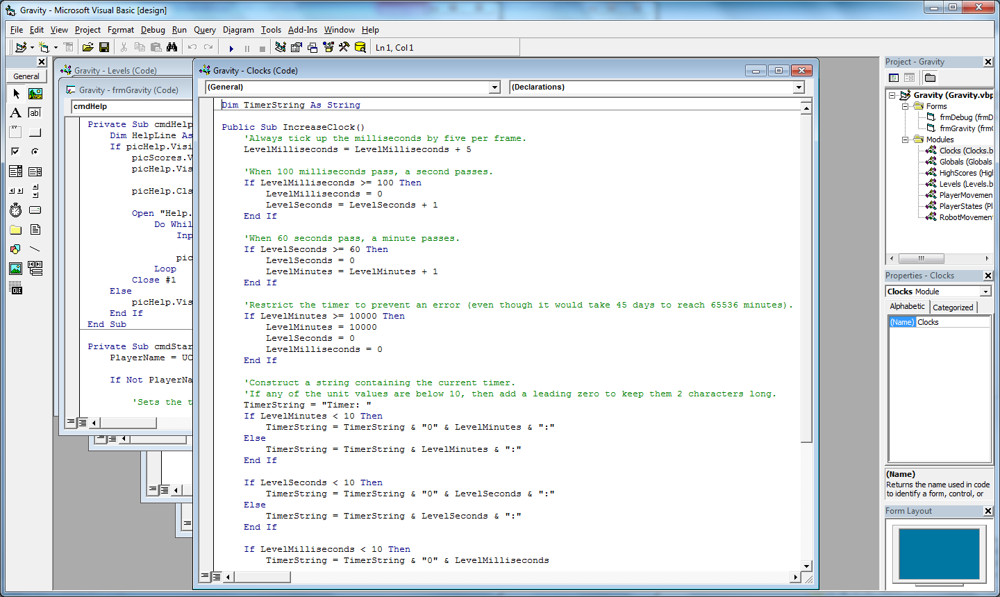 Gravity - Microsoft Visual Basic [design]
File Edit View Project Format Debug Run Query Diagram Tools Add-Ins Window Help
Ln 1, Col 1
General
A
ab|
xy
OLE
Gravity - Levels (Code)
Gravity - frmGravity (Code)
cmdHelp
Private Sub cmdHelp
Dim HelpLine As
If picHelp.Visi
picScores.V
picHelp.Vis
picHelp.Cls
Open "Help.
Do Whil
Inp
pic
Loop
Close #1
Else
picHelp.Vis
End If
End Sub
Private Sub cmdStar
PlayerName = UC
If Not PlayerNa
'Sets the t
Gravity - Clocks (Code)
(General)
(Declarations)
Dim TimerString As String
Public Sub IncreaseClock()
'Always tick up the milliseconds by five per frame.
LevelMilliseconds = LevelMilliseconds + 5
'When 100 milliseconds pass, a second passes.
If LevelMilliseconds >= 100 Then
LevelMilliseconds = 0
LevelSeconds = LevelSeconds + 1
End If
'When 60 seconds pass, a minute passes.
If LevelSeconds >= 60 Then
LevelSeconds = 0
LevelMinutes = LevelMinutes + 1
End If
'Restrict the timer to prevent an error (even though it would take 45 days to reach 65536 minutes).
If LevelMinutes >= 10000 Then
LevelMinutes = 10000
LevelSeconds = 0
LevelMilliseconds = 0
End If
'Construct a string containing the current timer.
'If any of the unit values are below 10, then add a leading zero to keep them 2 characters long.
TimerString = "Timer: "
If LevelMinutes < 10 Then
TimerString = TimerString & "0" & LevelMinutes & ":"
Else
TimerString = TimerString & LevelMinutes & ":"
End If
If LevelSeconds < 10 Then
TimerString = TimerString & "0" & LevelSeconds & ":"
Else
TimerString = TimerString & LevelSeconds & ":"
End If
If LevelMilliseconds < 10 Then
TimerString = TimerString & "0" & LevelMilliseconds
Project - Gravity
Gravity (Gravity.vbp
Forms
frmDebug (frmD
frmGravity (frmG
Modules
Clocks (Clocks.b
Globals (Globals
HighScores (High
Levels (Levels.b
PlayerMovemen
PlayerStates (Pl
RobotMovemen
Properties - Clocks
Clocks Module
Alphabetic Categorized
(Name) Clocks
(Name)
Returns the name used in code
to identify a form, control, or
Form Layout